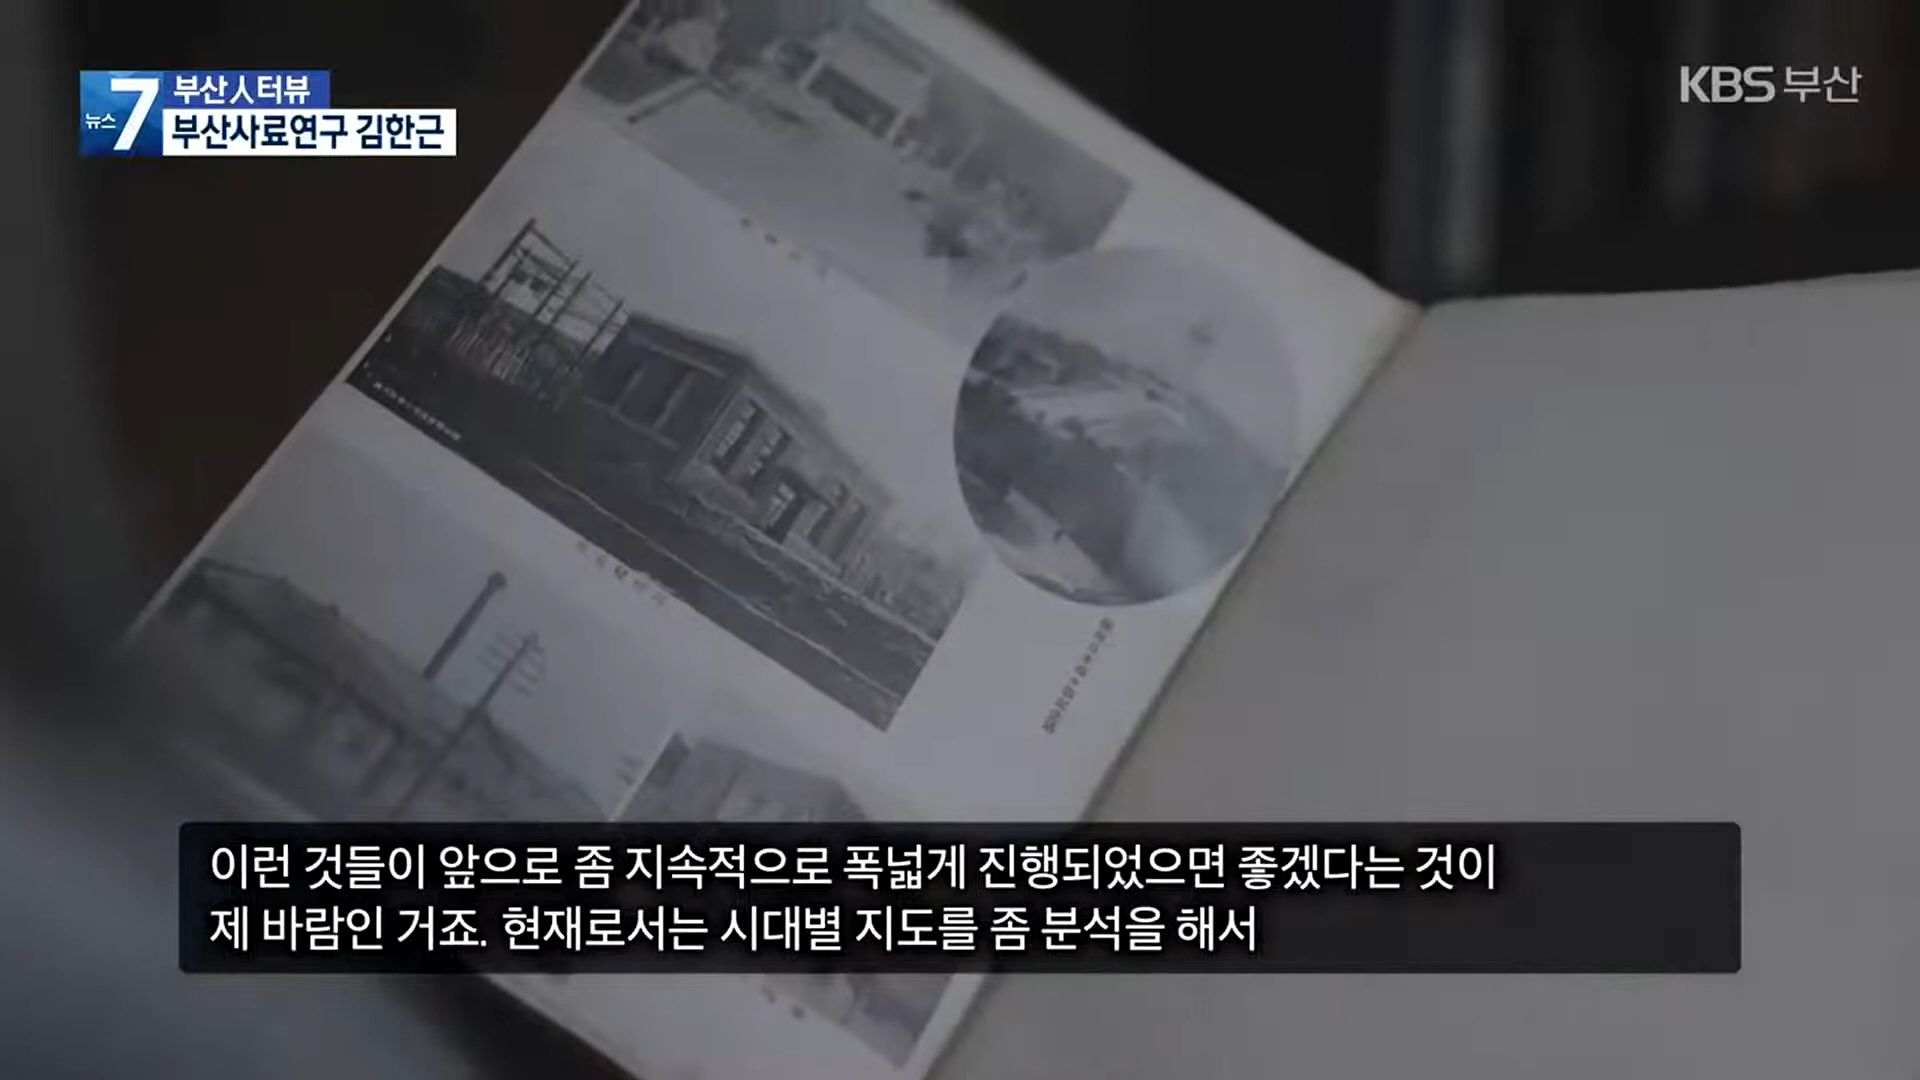 부산人터뷰
뉴스7
부산사료연구 김한근
KBS 부산
이런 것들이 앞으로 좀 지속적으로 폭넓게 진행되었으면 좋겠다는 것이
제 바람인 거죠. 현재로서는 시대별 지도를 좀 분석을 해서